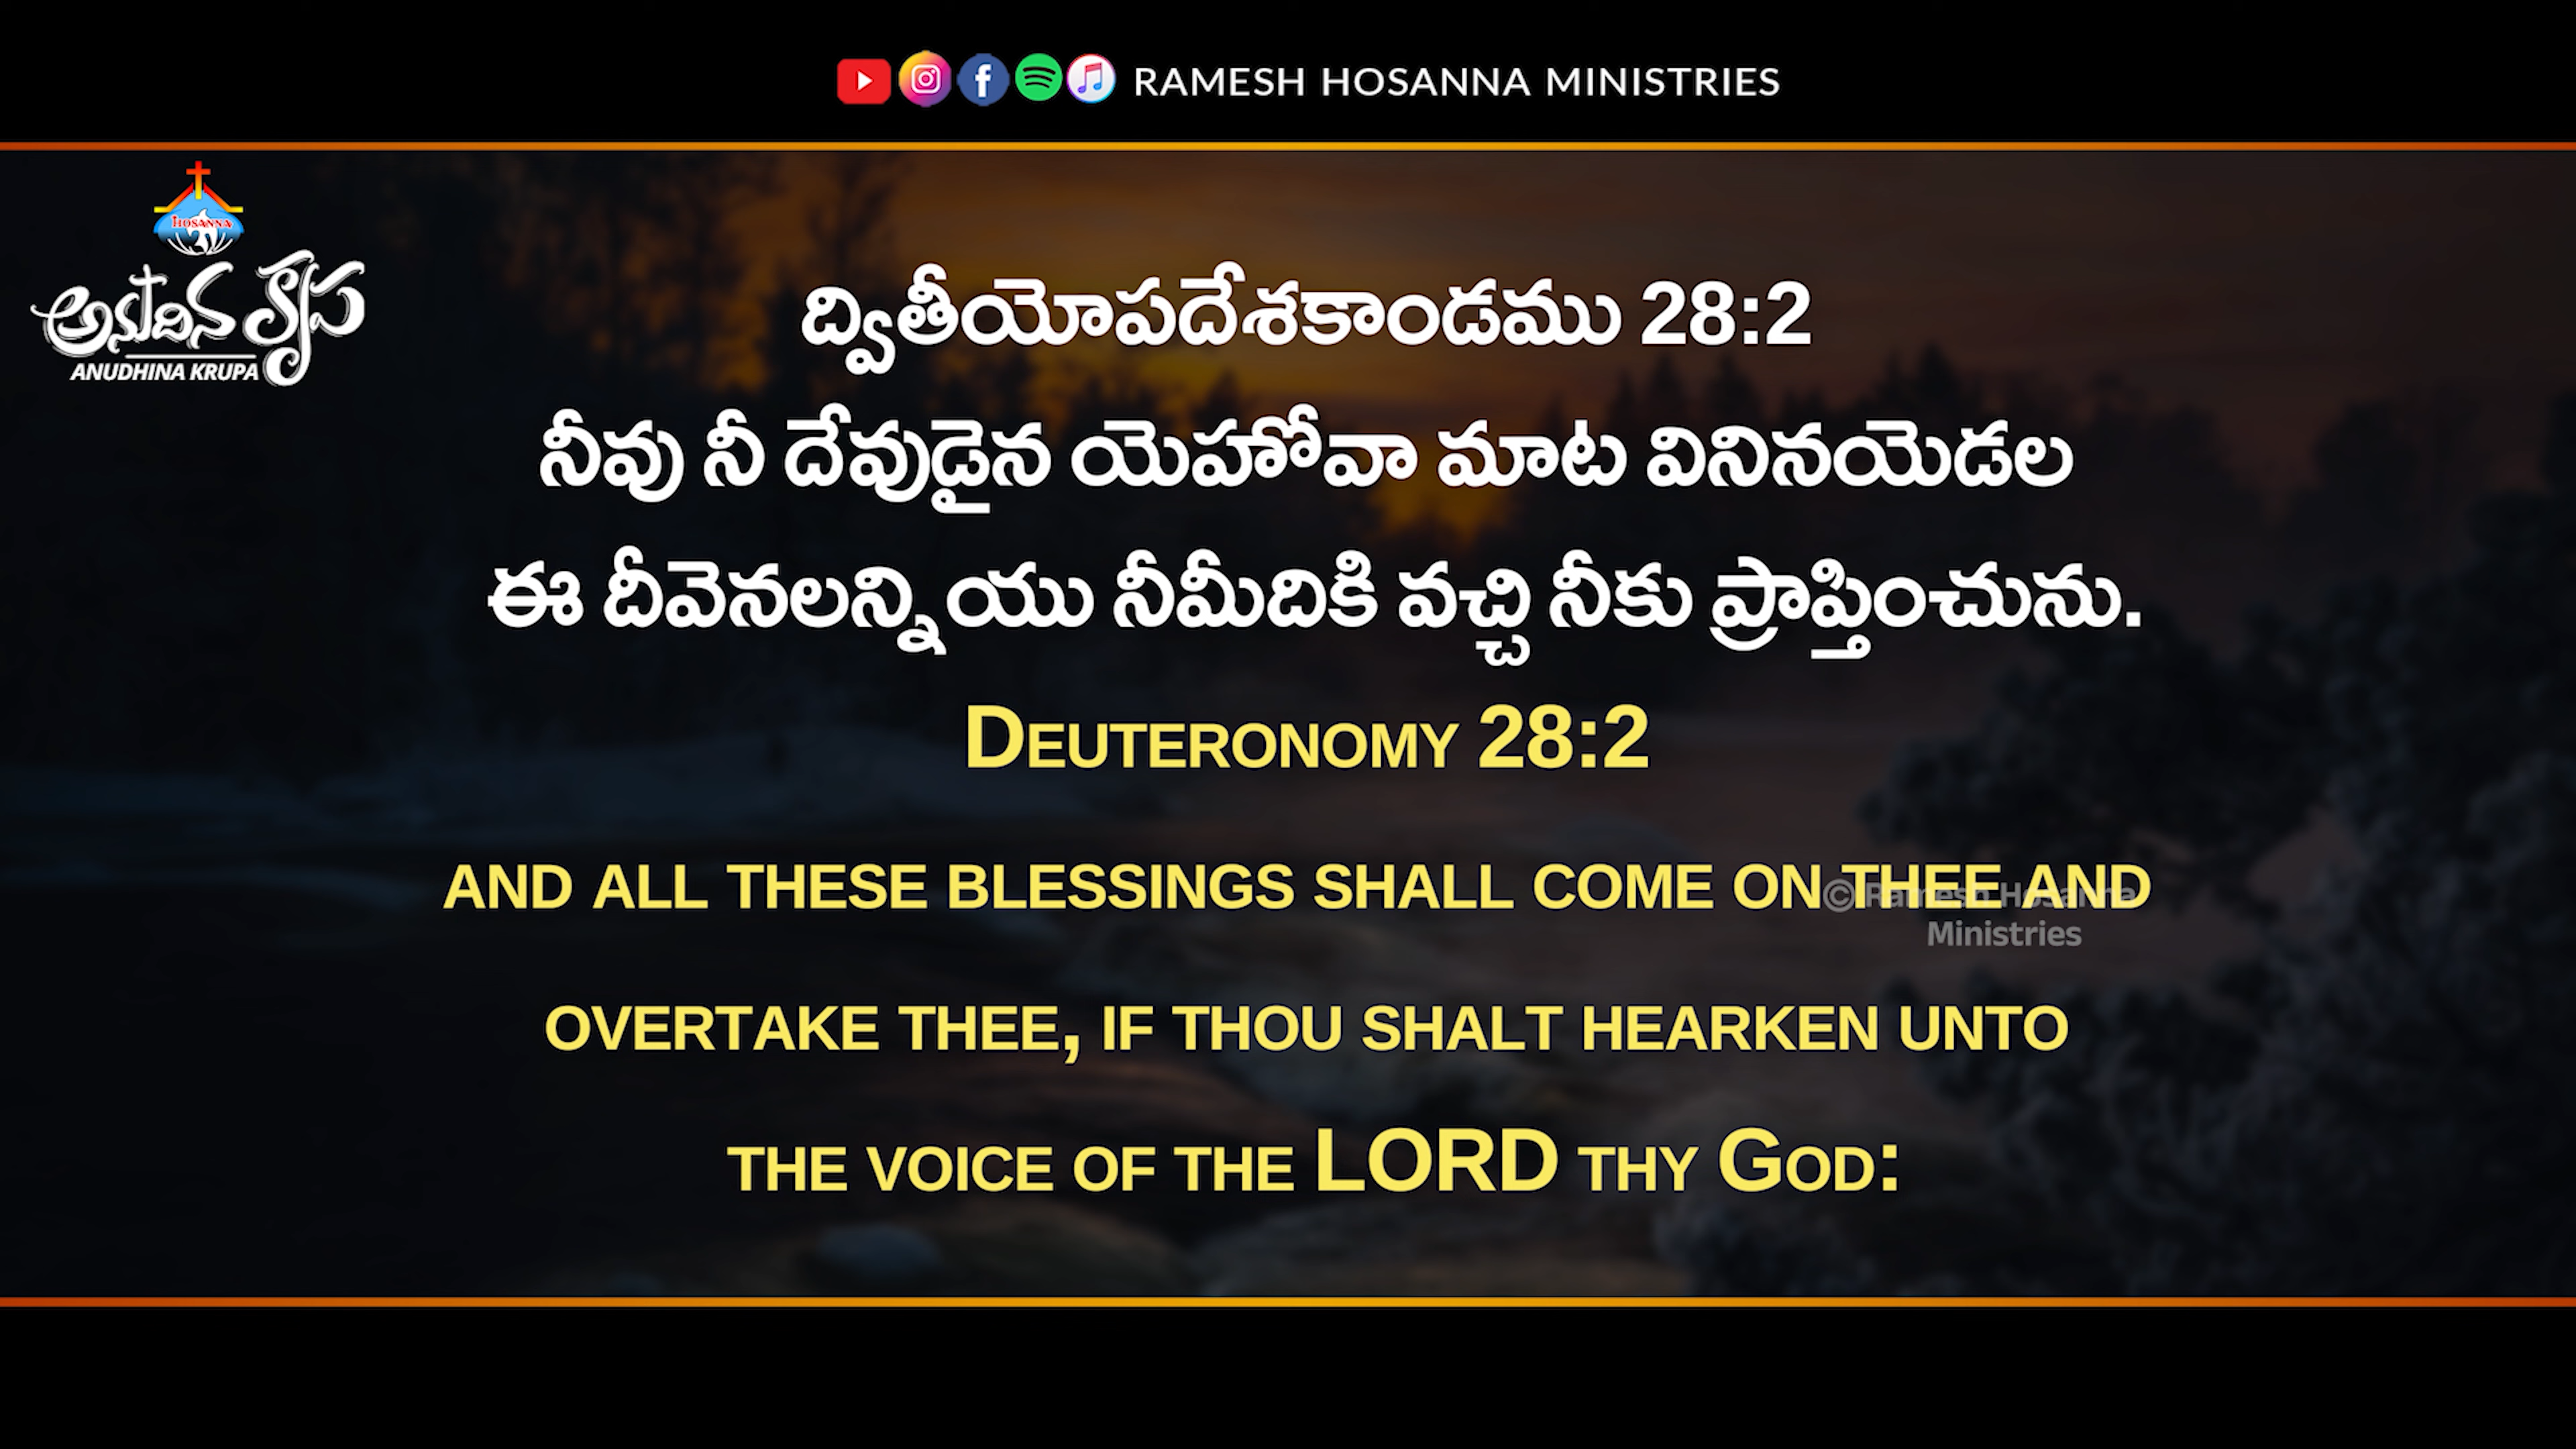 RAMESH HOSANNA MINISTRIES
HOSANNA
అనుదిన కృప
ANUDHINA KRUPA
ద్వితీయోపదేశకాండము 28:2
నీవు నీ దేవుడైన యెహోవా మాట వినినయెడల
ఈ దీవెనలన్నియు నీమీదికి వచ్చి నీకు ప్రాప్తించును.
DEUTERONOMY 28:2
AND ALL THESE BLESSINGS SHALL COME ON THEE AND
OVERTAKE THEE, IF THOU SHALT HEARKEN UNTO
THE VOICE OF THE LORD THY GOD:
©Ramesh Hosanna
Ministries